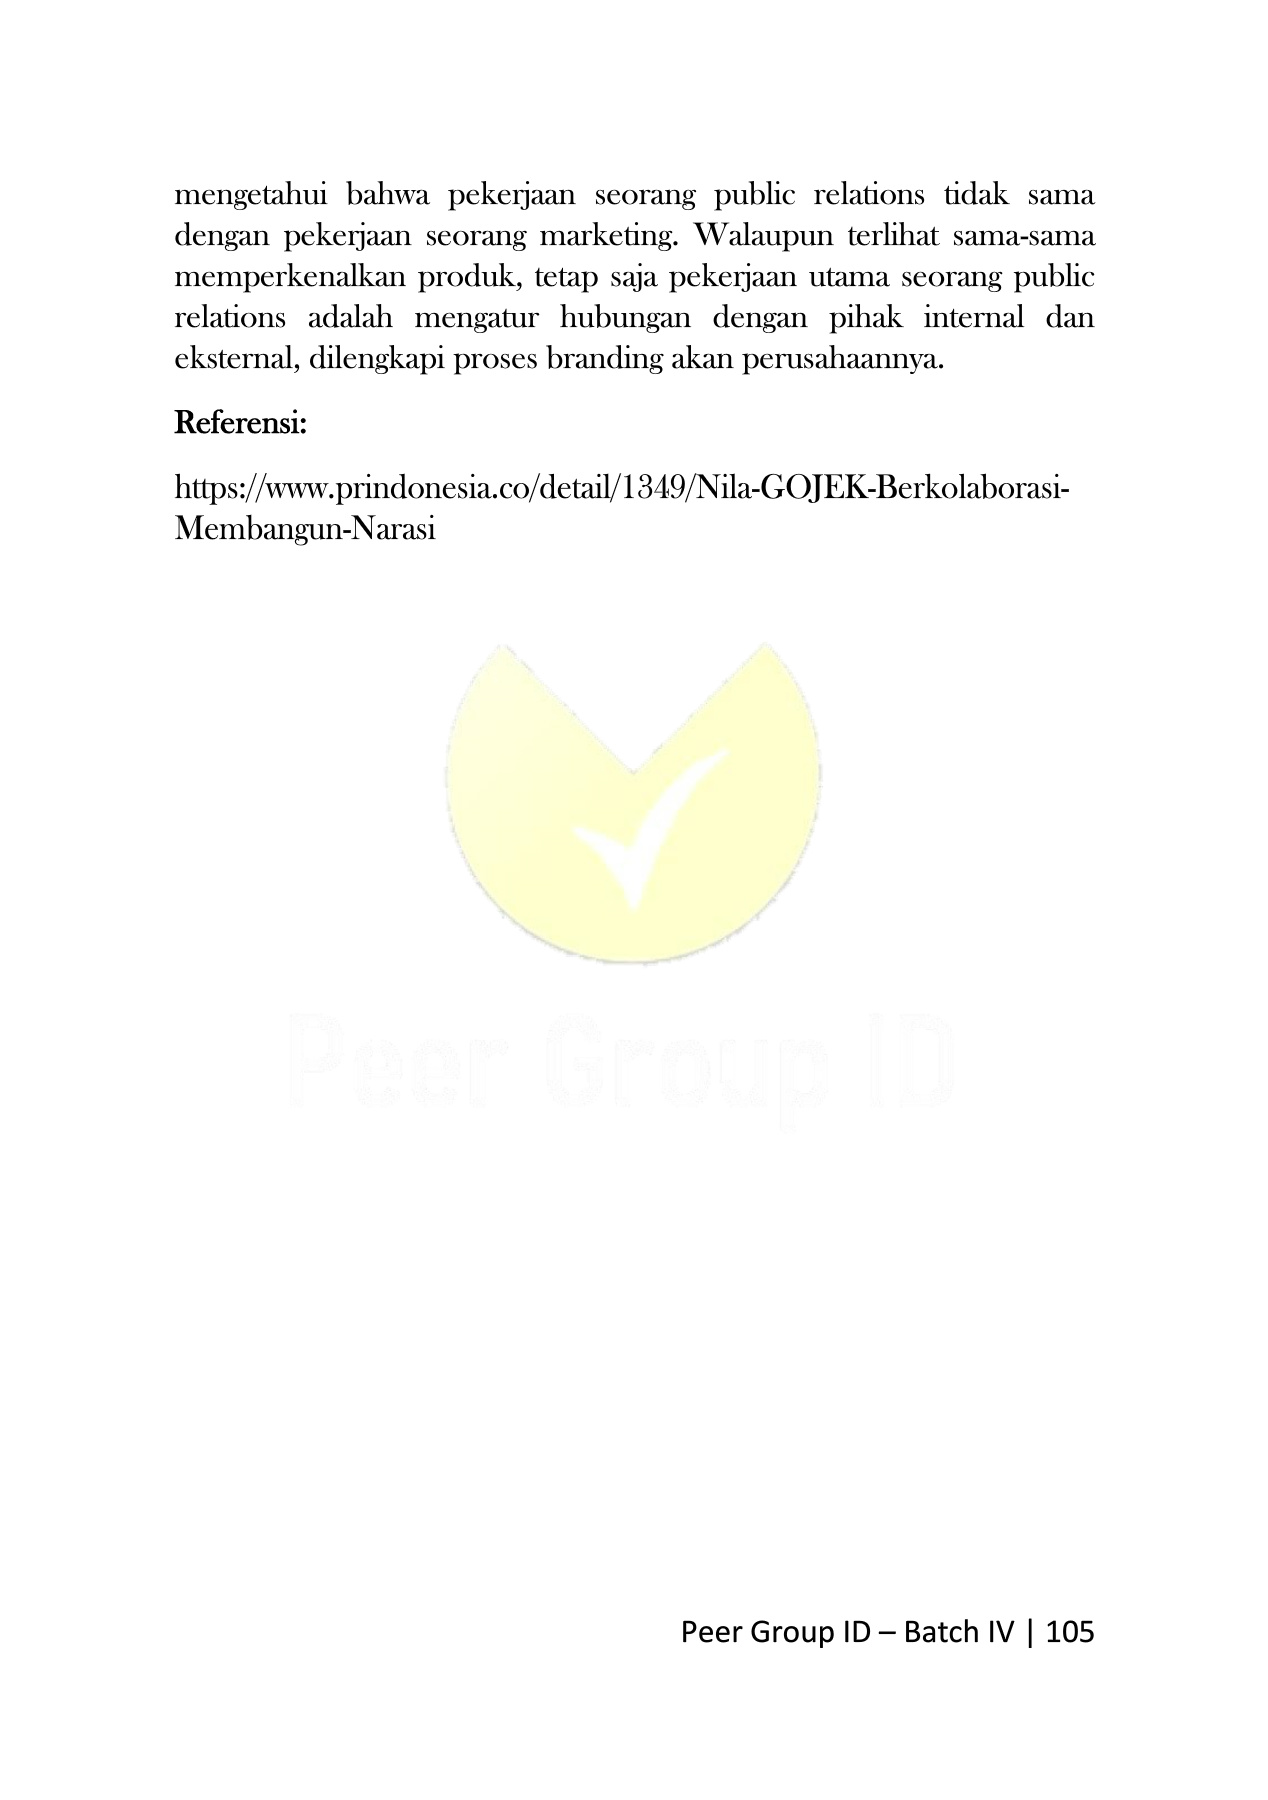 mengetahui bahwa pekerjaan seorang public relations tidak sama
dengan pekerjaan seorang marketing. Walaupun terlihat sama-sama
memperkenalkan produk, tetap saja pekerjaan utama seorang public
relations adalah mengatur hubungan dengan pihak internal dan
eksternal, dilengkapi proses branding akan perusahaannya.
Referensi:
https://www.prindonesia.co/detail/1349/Nila-GOJEK-Berkolaborasi-
Membangun-Narasi
Peer Group ID
Peer Group ID – Batch IV | 105